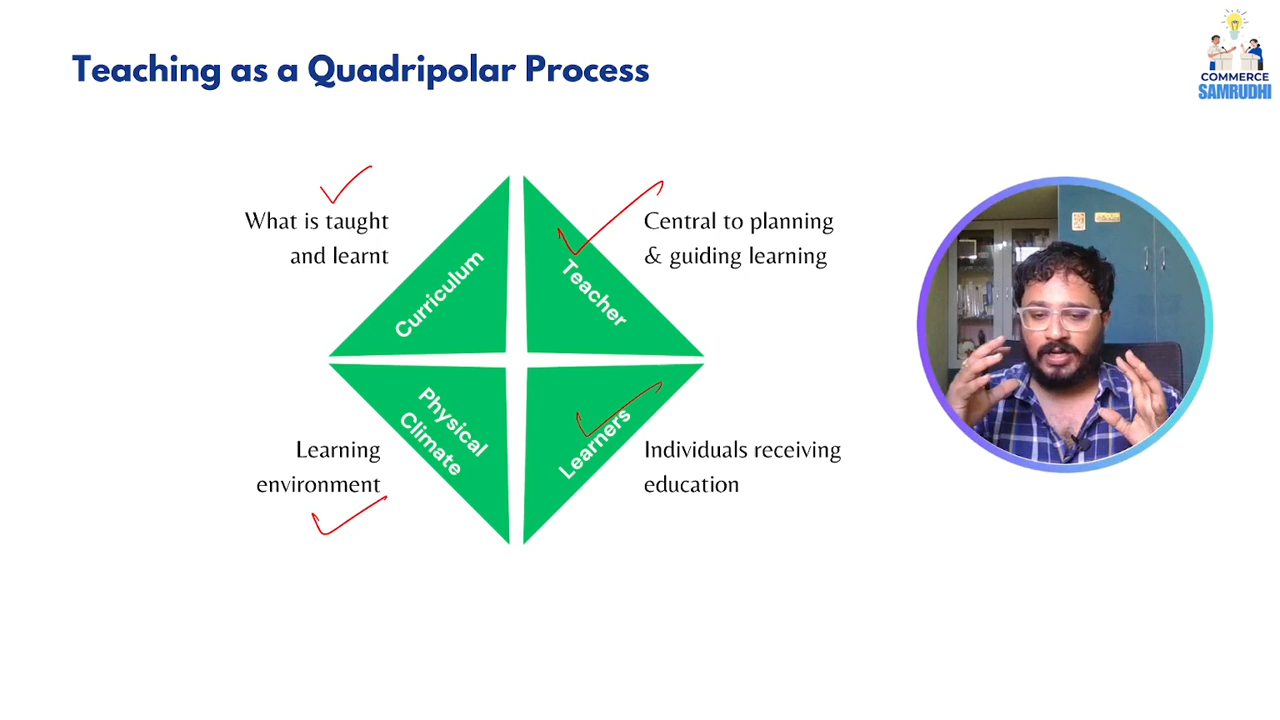 Teaching as a Quadripolar Process
COMMERCE
SAMRUDHI
What is taught
and learnt
Curriculum
Teacher
Central to planning
& guiding learning
Learning
environment
Physical
Climate
Learners
Individuals receiving
education